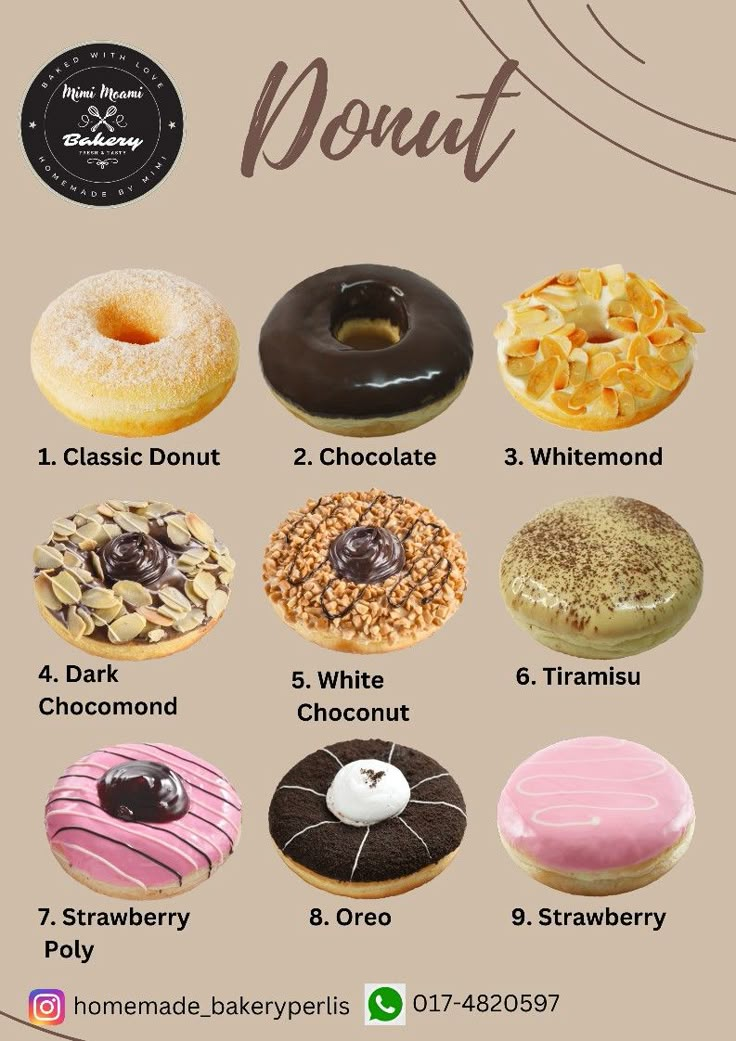 BAKED WITH LOVE
Mimi Moami
Bakery
FRESH & TASTY
HOMEMADE BY MIMI
Donut
1. Classic Donut
2. Chocolate
3. Whitemond
4. Dark
Chocomond
5. White
Choconut
6. Tiramisu
7. Strawberry
Poly
8. Oreo
9. Strawberry
homemade_bakeryperlis
017-4820597